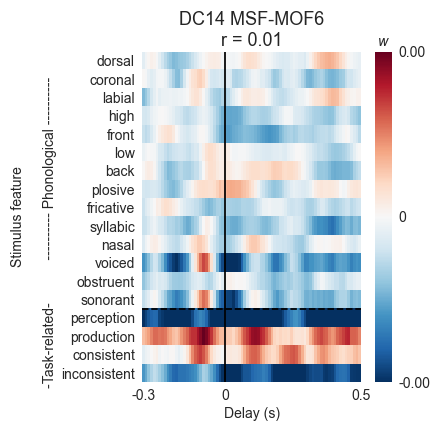 DC14 MSF-MOF6
r = 0.01
w
Stimulus feature
-Task-related- ----------- Phonological ----------
dorsal
coronal
labial
high
front
low
back
plosive
fricative
syllabic
nasal
voiced
obstruent
sonorant
perception
production
consistent
inconsistent
0.00
0
-0.00
-0.3 0 0.5
Delay (s)